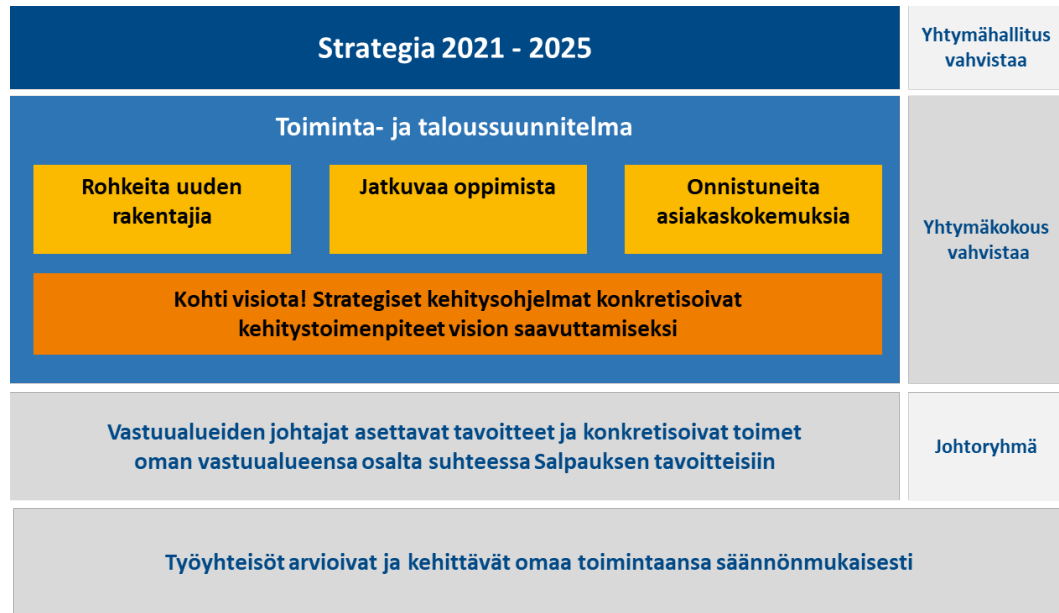 Strategia 2021 - 2025
Yhtymähallitus
vahvistaa
Toiminta- ja taloussuunnitelma
Rohkeita uuden
rakentajia
Jatkuvaa oppimista
Onnistuneita
asiakaskokemuksia
Kohti visiota! Strategiset kehitysohjelmat konkretisoivat
kehitystoimenpiteet vision saavuttamiseksi
Yhtymäkokous
vahvistaa
Vastuualueiden johtajat asettavat tavoitteet ja konkretisoivat toimet
oman vastuualueensa osalta suhteessa Salpauksen tavoitteisiin
Johtoryhmä
Työyhteisöt arvioivat ja kehittävät omaa toimintaansa säännönmukaisesti